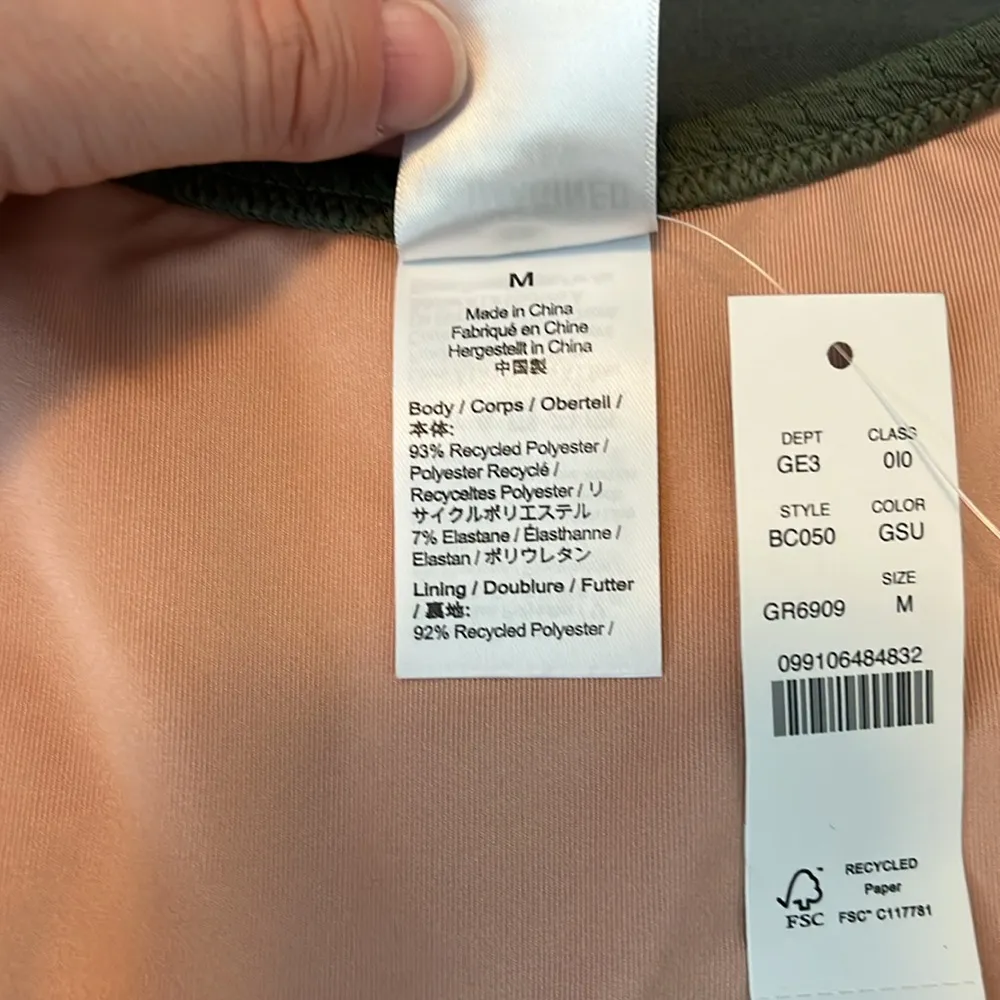 M
Made in China
Fabriqué en Chine
Hergestellt in China
中国製
Body / Corps / Obertell /
本体:
93% Recycled Polyester /
Polyester Recyclé /
Recyceltes Polyester / リ
サイクルポリエステル
7% Elastane / Élasthanne /
Elastan / ポリウレタン
Lining / Doublure / Futter
/ 裏地:
92% Recycled Polyester /
DEPT CLASS
GE3 010
STYLE COLOR
BC050 GSU
SIZE
GR6909 M
099106484832
FSC
RECYCLED
Paper
FSC™ C117781